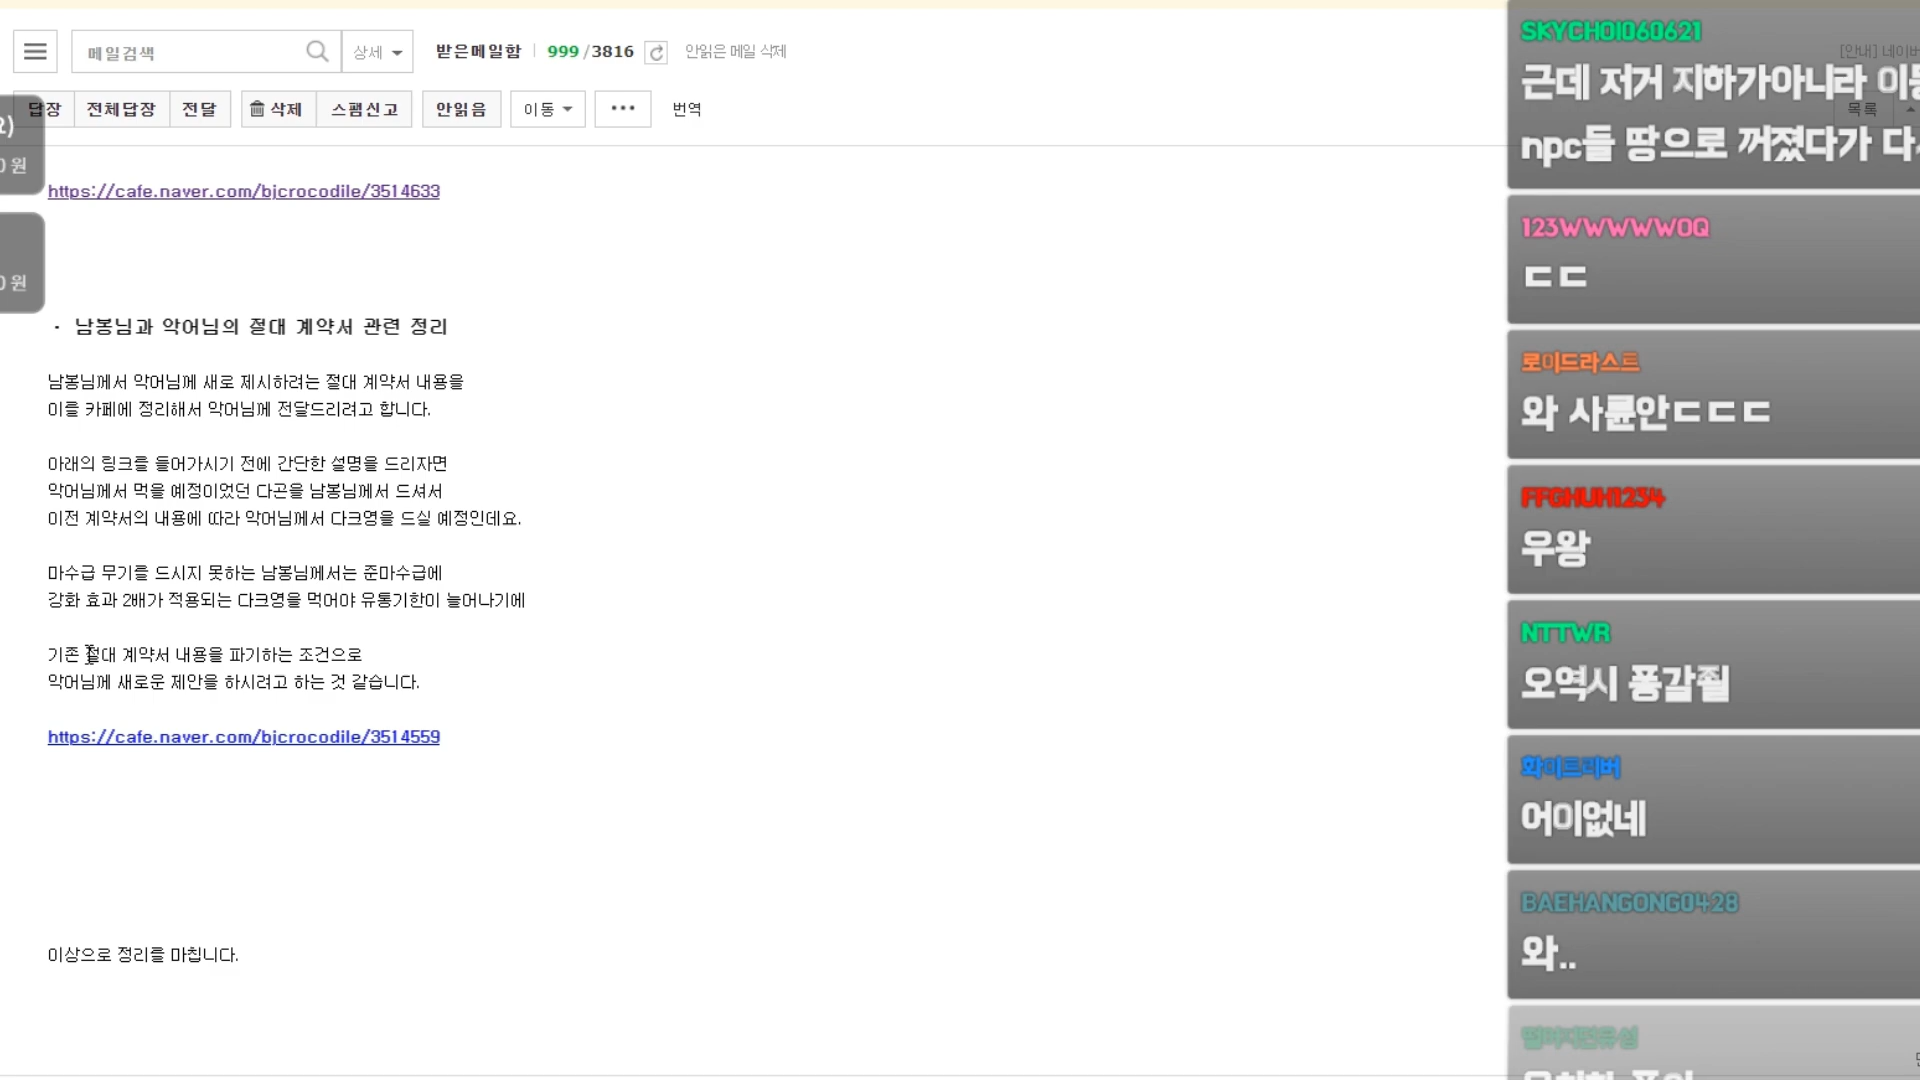 메일검색
상세
받은메일함
999/3816
안읽은 메일 삭제
[안내]
답장
전체답장
전달
삭제
스팸신고
안읽음
이동
번역
목록
0원
0원
https://cafe.naver.com/bjcrocodile/3514633
· 남봉님과 악어님의 절대 계약서 관련 정리
남봉님께서 악어님께 새로 제시하려는 절대 계약서 내용을
이를 카페에 정리해서 악어님께 전달드리려고 합니다.
아래의 링크를 들어가시기 전에 간단한 설명을 드리자면
악어님께서 먹을 예정이었던 다곤을 남봉님께서 드셔서
이전 계약서의 내용에 따라 악어님께서 다크영을 드실 예정인데요.
마수급 무기를 드시지 못하는 남봉님께서는 준마수급에
강화 효과 2배가 적용되는 다크영을 먹어야 유통기한이 늘어나기에
기존 절대 계약서 내용을 파기하는 조건으로
악어님께 새로운 제안을 하시려고 하는 것 같습니다.
https://cafe.naver.com/bjcrocodile/3514559
이상으로 정리를 마칩니다.
SKYCHOI060621
근데 저거 지하가아니라
npc들 땅으로 꺼졌다가
123WWWWWOQ
ㄷㄷ
로이드라스트
와 사륜안ㄷㄷㄷ
FFGHUH1234
우왕
NTTWR
오역시 퐁갈쥘
화이트리버
어이없네
BAEHANGONG0428
와..